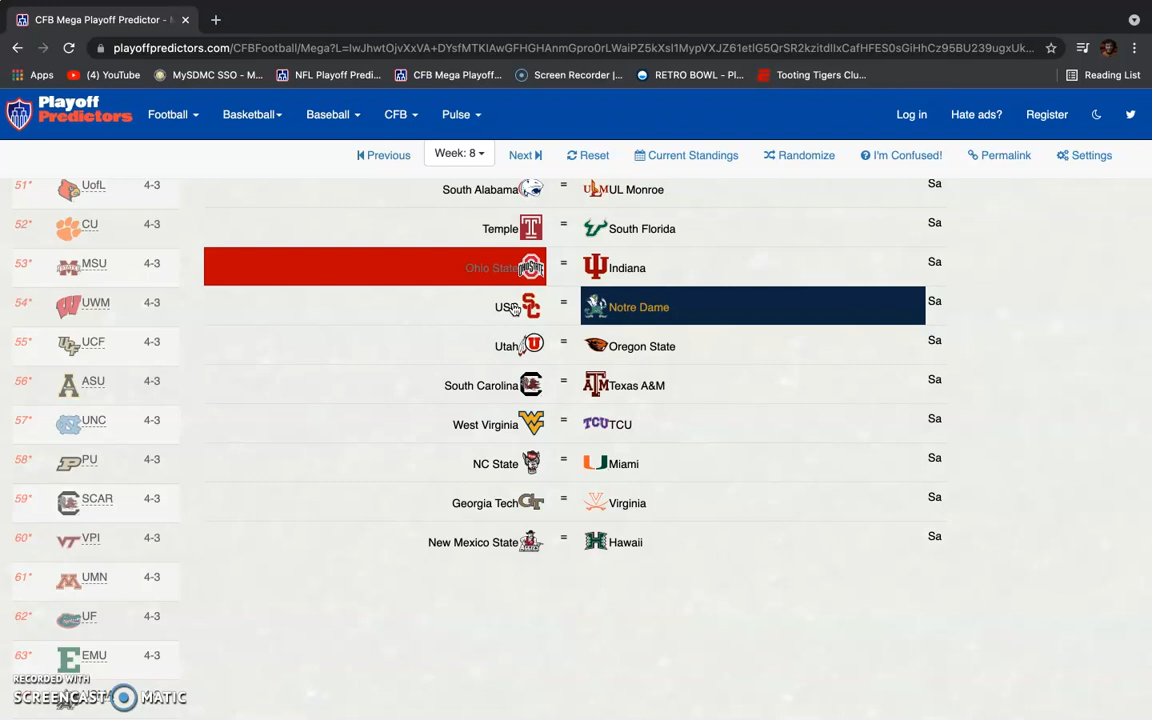 CFB Mega Playoff Predictor -
playoffpredictors.com/CFBFootball/Mega?L=IwJhwtOjvXxVA+DYsfMTKIAwGFHGHAnmGpro0rLWaiPZ5kXsI1MypVXJZ61etlG5QrSR2kzitdlIxCafHFES0sGiHhCz95BU239ugxUk...
Apps
(4) YouTube
MySDMC SSO - M...
NFL Playoff Predi...
CFB Mega Playoff...
Screen Recorder |...
RETRO BOWL - Pl...
Tooting Tigers Clu...
Reading List
Playoff Predictors
Football
Basketball
Baseball
CFB
Pulse
Log in
Hate ads?
Register
Previous
Week: 8
Next
Reset
Current Standings
Randomize
I'm Confused!
Permalink
Settings
51* UofL 4-3
52* CU 4-3
53* MSU 4-3
54* UWM 4-3
55* UCF 4-3
56* ASU 4-3
57* UNC 4-3
58* PU 4-3
59* SCAR 4-3
60* VPI 4-3
61* UMN 4-3
62* UF 4-3
63* EMU 4-3
South Alabama = UL Monroe Sa
Temple = South Florida Sa
Ohio State = Indiana Sa
USC = Notre Dame Sa
Utah = Oregon State Sa
South Carolina = Texas A&M Sa
West Virginia = TCU Sa
NC State = Miami Sa
Georgia Tech = Virginia Sa
New Mexico State = Hawaii Sa
RECORDED WITH
SCREENCAST MATIC